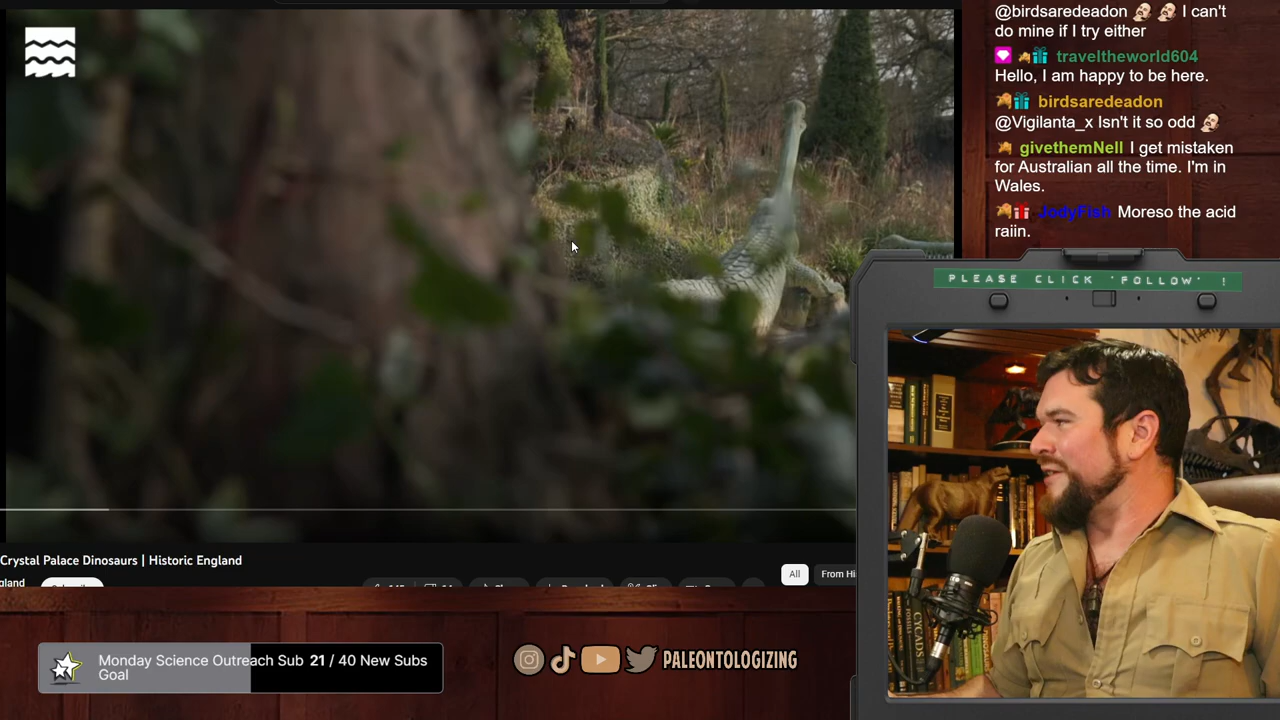 @birdsaredeadon I can't
do mine if I try either
traveltheworld604
Hello, I am happy to be here.
birdsaredeadon
@Vigilanta_x Isn't it so odd
givethemNell I get mistaken
for Australian all the time. I'm in
Wales.
JodyFish Moreso the acid
raiin.
PLEASE CLICK 'FOLLOW' !
Crystal Palace Dinosaurs | Historic England
All
From Hi
Monday Science Outreach Sub 21 / 40 New Subs
Goal
PALEONTOLOGIZING
CYCADS